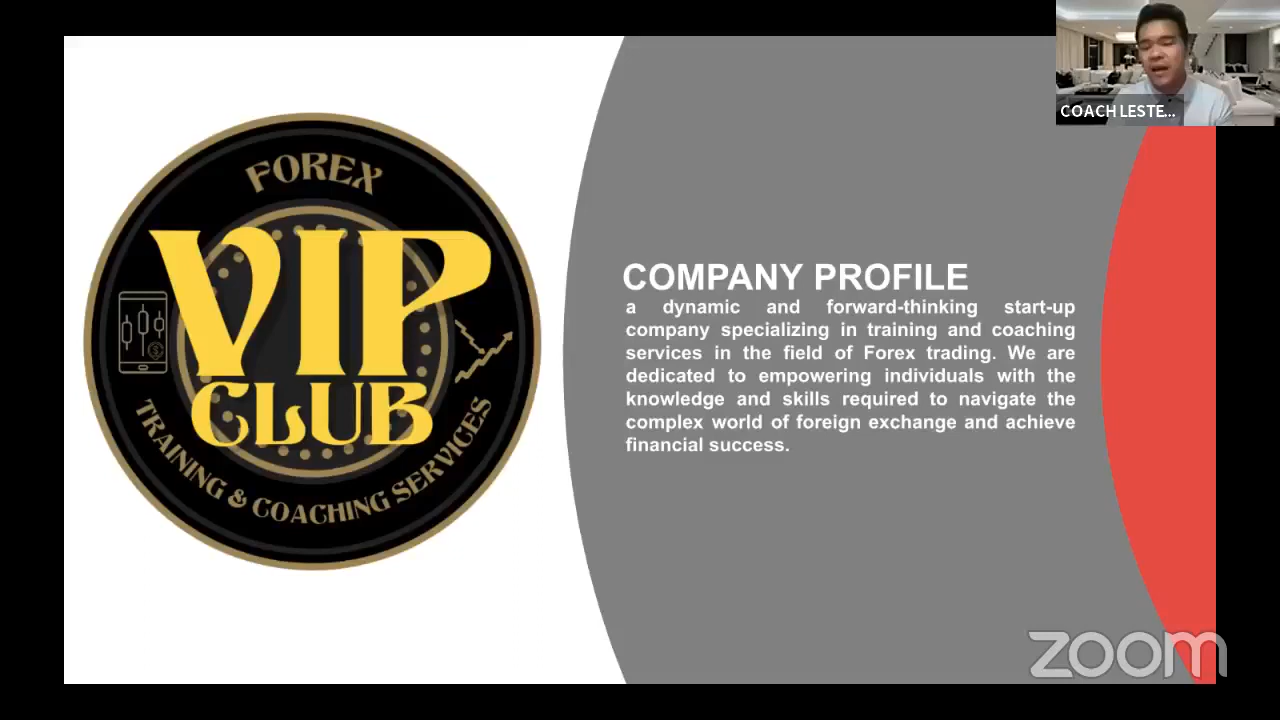 COACH LESTE...
FOREX
VIP
CLUB
TRAINING & COACHING SERVICES
COMPANY PROFILE
a dynamic and forward-thinking start-up
company specializing in training and coaching
services in the field of Forex trading. We are
dedicated to empowering individuals with the
knowledge and skills required to navigate the
complex world of foreign exchange and achieve
financial success.
zoom